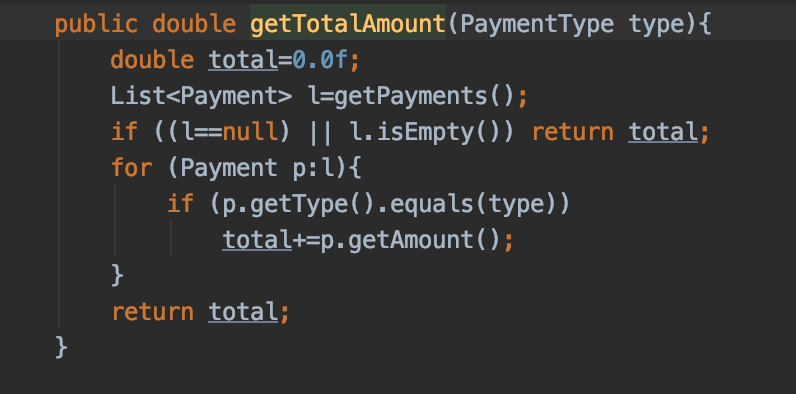 public double getTotalAmount(PaymentType type){
    double total=0.0f;
    List<Payment> l=getPayments();
    if ((l==null) || l.isEmpty()) return total;
    for (Payment p:l){
        if (p.getType().equals(type))
            total+=p.getAmount();
    }
    return total;
}